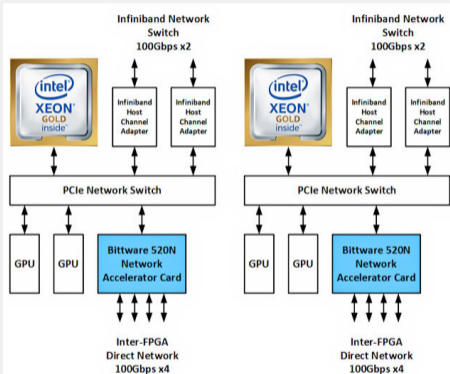 Infiniband Network
Switch
100Gbps x2
intel
XEON
GOLD
inside™
Infiniband
Host
Channel
Adapter
Infiniband
Host
Channel
Adapter
PCIe Network Switch
GPU
GPU
Bittware 520N
Network
Accelerator Card
Inter-FPGA
Direct Network
100Gbps x4
Infiniband Network
Switch
100Gbps x2
intel
XEON
GOLD
inside™
Infiniband
Host
Channel
Adapter
Infiniband
Host
Channel
Adapter
PCIe Network Switch
GPU
GPU
Bittware 520N
Network
Accelerator Card
Inter-FPGA
Direct Network
100Gbps x4